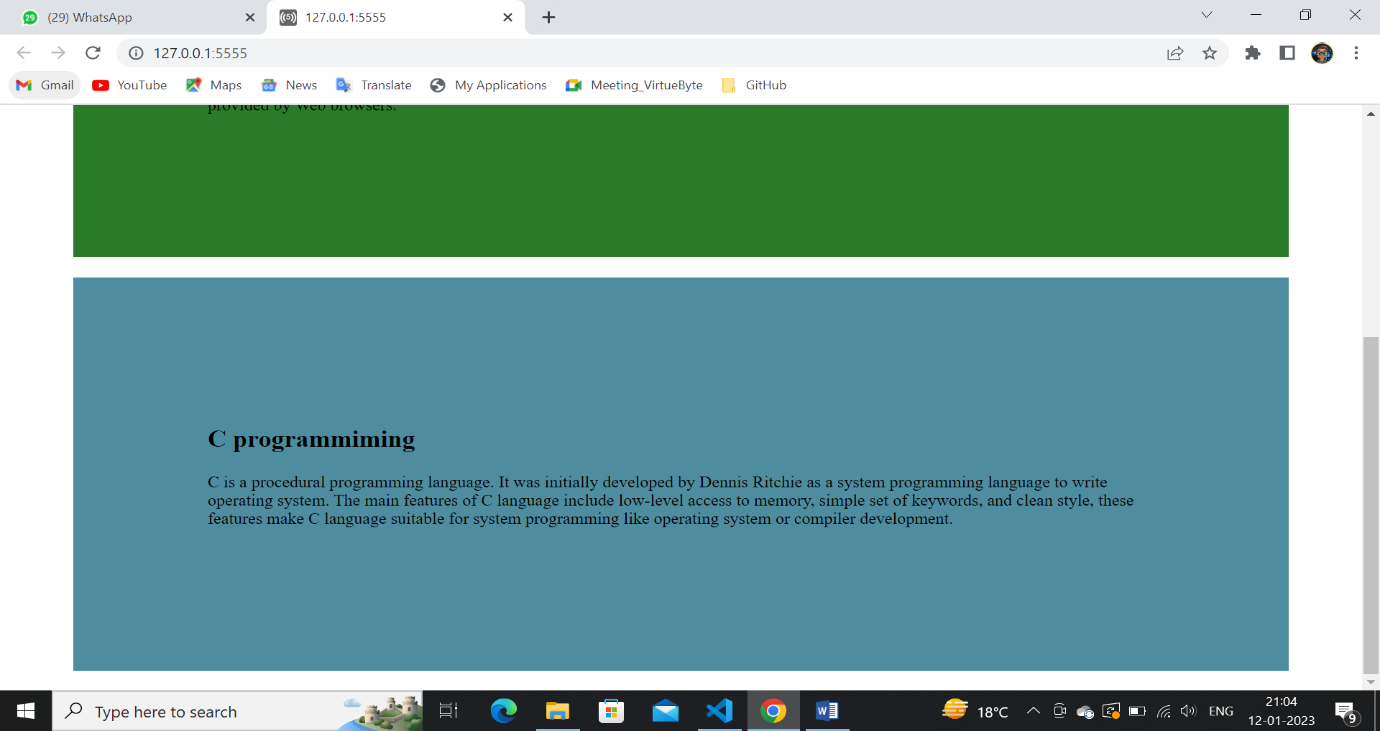 (29) WhatsApp
127.0.0.1:5555
127.0.0.1:5555
Gmail YouTube Maps News Translate My Applications Meeting_VirtueByte GitHub
provided by Web browsers.
C programmiming
C is a procedural programming language. It was initially developed by Dennis Ritchie as a system programming language to write
operating system. The main features of C language include low-level access to memory, simple set of keywords, and clean style, these
features make C language suitable for system programming like operating system or compiler development.
Type here to search
18°C
ENG
21:04
12-01-2023
9